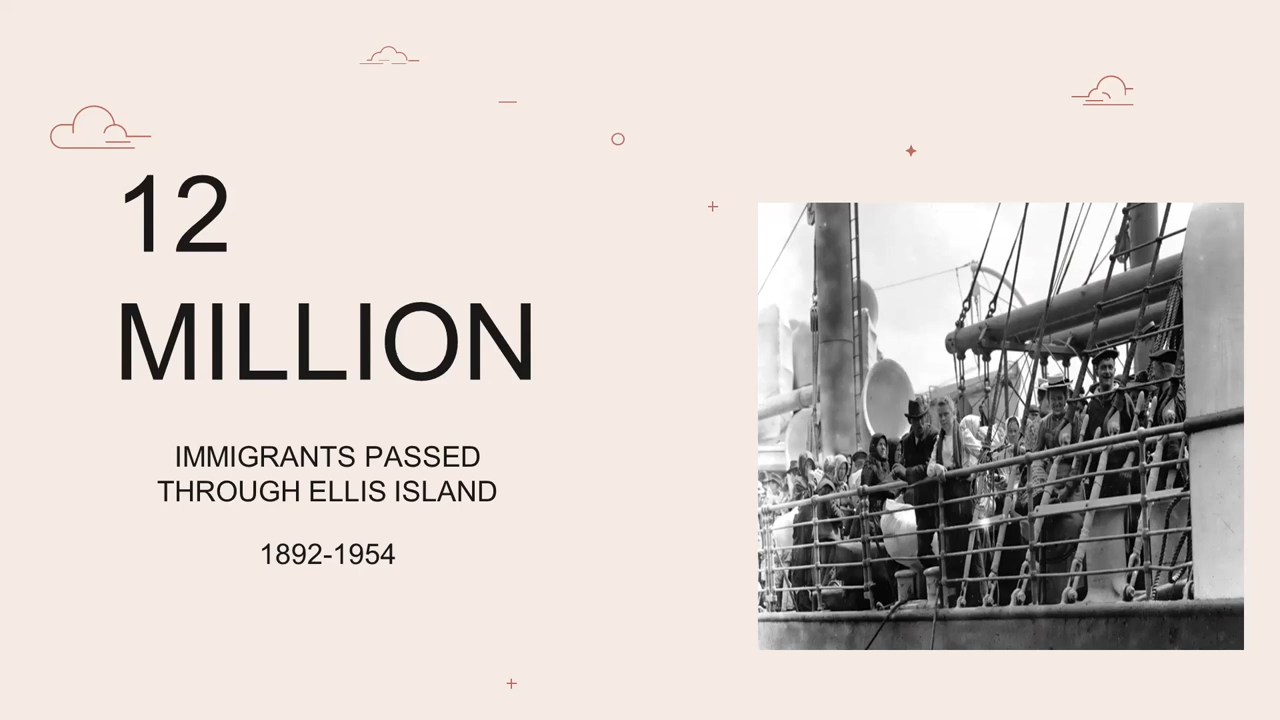 12
MILLION
IMMIGRANTS PASSED
THROUGH ELLIS ISLAND
1892-1954